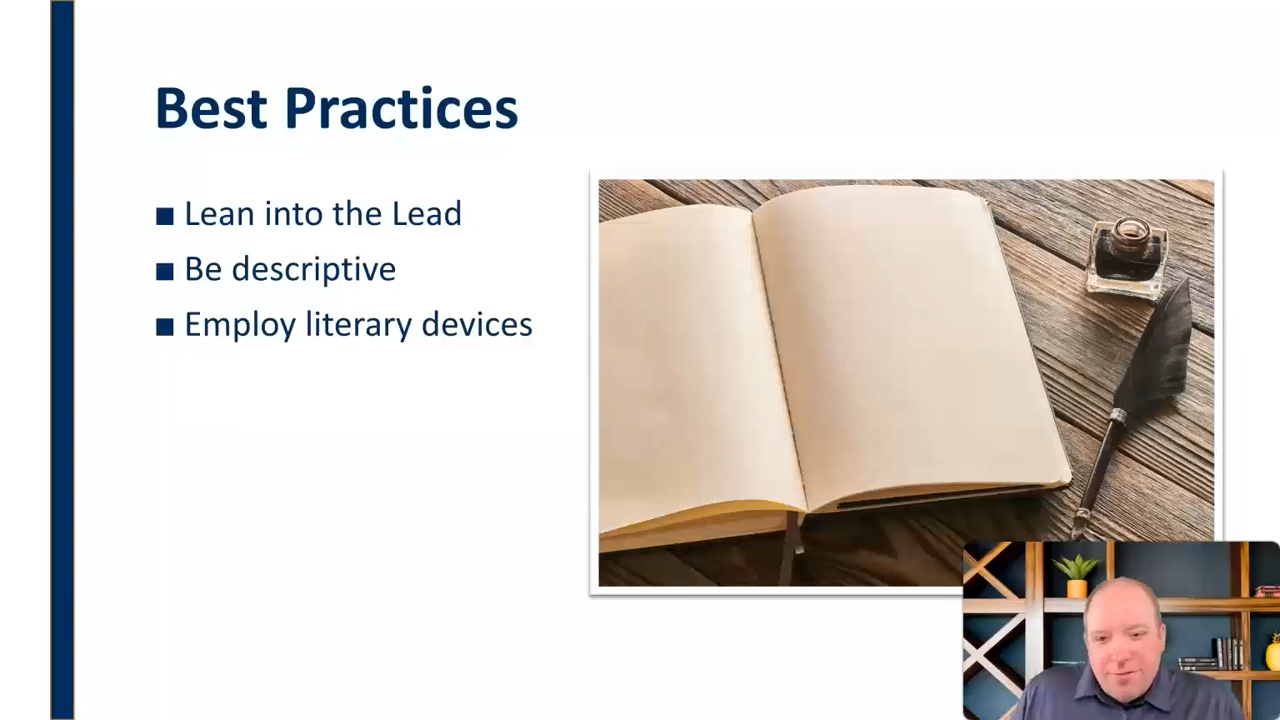 Best Practices
Lean into the Lead
Be descriptive
Employ literary devices